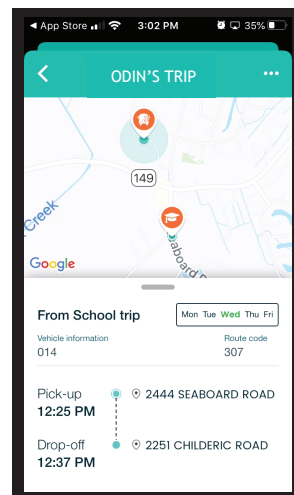 ◀ App Store 3:02 PM 35%
ODIN'S TRIP
149
Creek
Seaboard
Google
From School trip Mon Tue Wed Thu Fri
Vehicle information Route code
014 307
Pick-up 2444 SEABOARD ROAD
12:25 PM
Drop-off 2251 CHILDERIC ROAD
12:37 PM